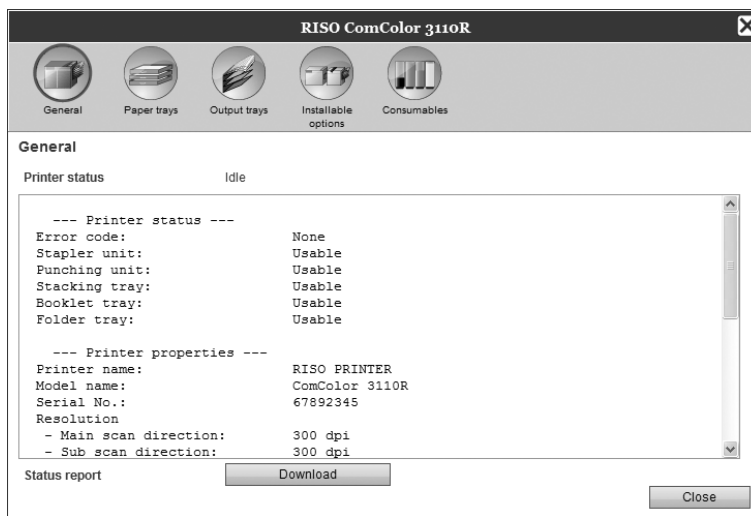 RISO ComColor 3110R
General Paper trays Output trays Installable options Consumables
General
Printer status Idle
--- Printer status ---
Error code: None
Stapler unit: Usable
Punching unit: Usable
Stacking tray: Usable
Booklet tray: Usable
Folder tray: Usable
--- Printer properties ---
Printer name: RISO PRINTER
Model name: ComColor 3110R
Serial No.: 67892345
Resolution
- Main scan direction: 300 dpi
- Sub scan direction: 300 dpi
Status report Download
Close